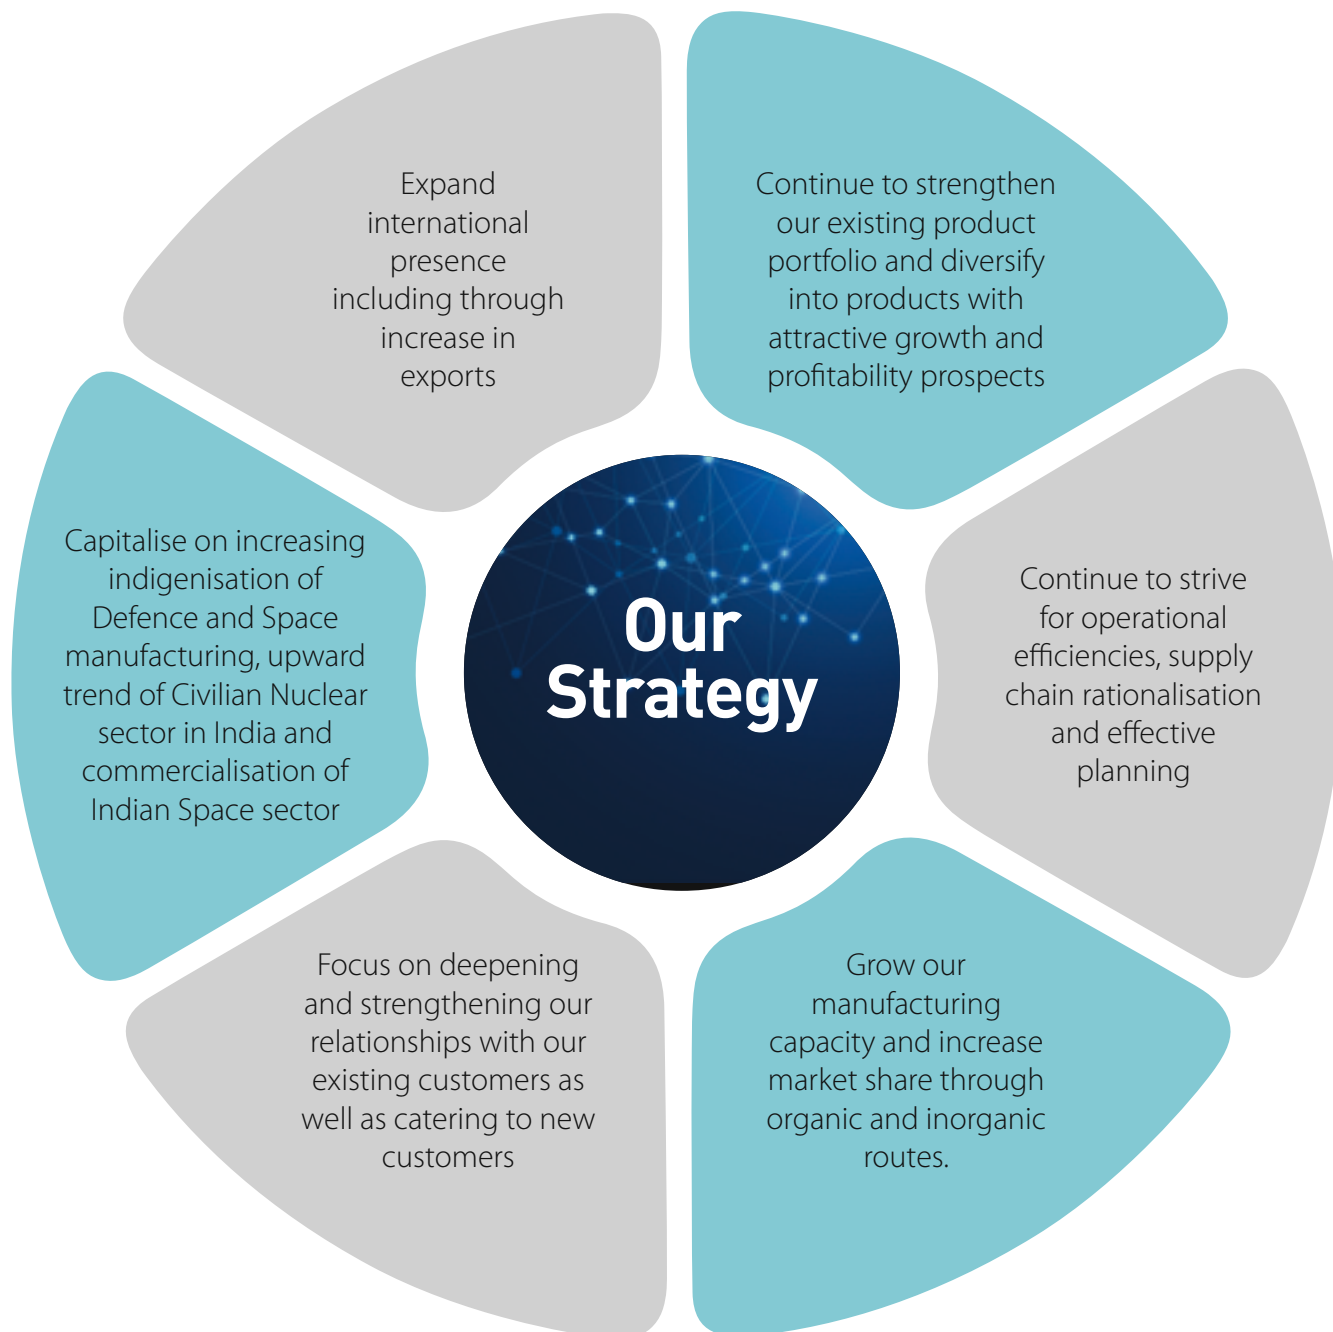 Expand
international
presence
including through
increase in
exports
Continue to strengthen
our existing product
portfolio and diversify
into products with
attractive growth and
profitability prospects
Capitalise on increasing
indigenisation of
Defence and Space
manufacturing, upward
trend of Civilian Nuclear
sector in India and
commercialisation of
Indian Space sector
Our
Strategy
Continue to strive
for operational
efficiencies, supply
chain rationalisation
and effective
planning
Focus on deepening
and strengthening our
relationships with our
existing customers as
well as catering to new
customers
Grow our
manufacturing
capacity and increase
market share through
organic and inorganic
routes.